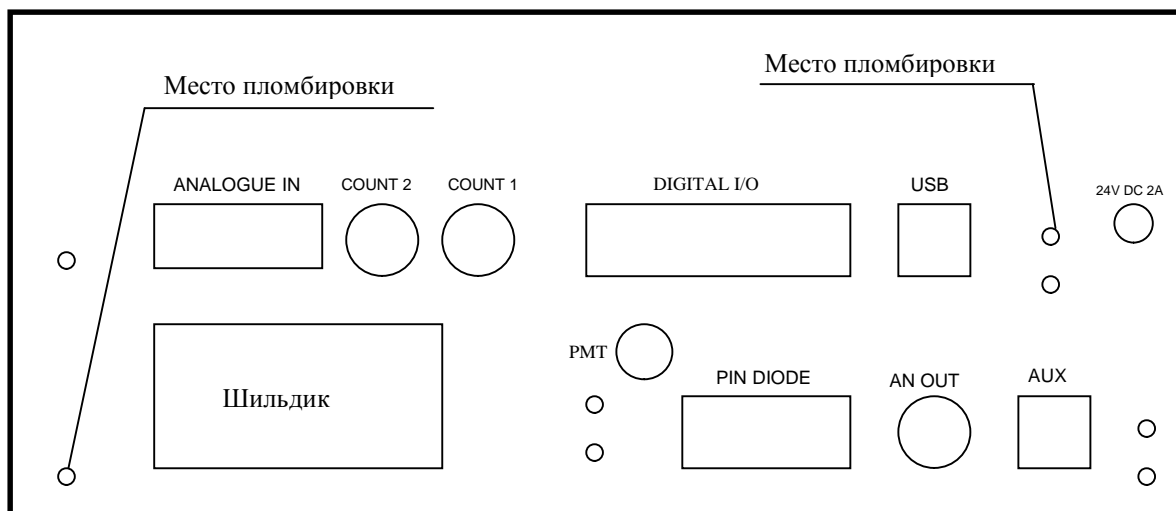 Место пломбировки
Место пломбировки
ANALOGUE IN
COUNT 2
COUNT 1
DIGITAL I/O
USB
24V DC 2A
PMT
PIN DIODE
AN OUT
AUX
Шильдик